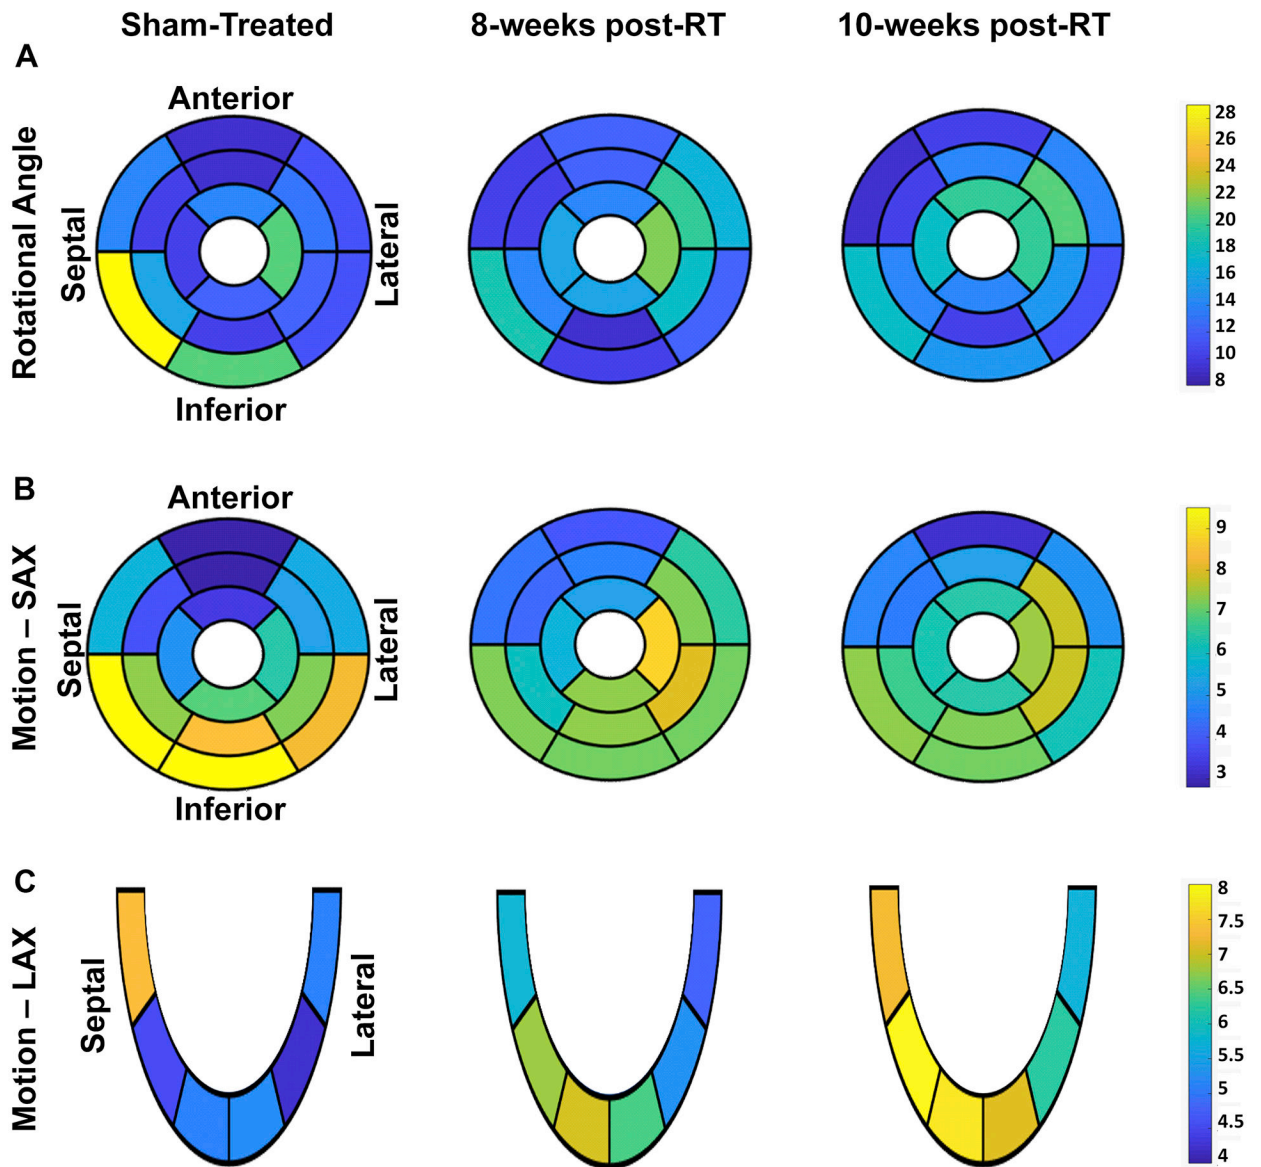 Sham-Treated
8-weeks post-RT
10-weeks post-RT
A
Rotational Angle
Anterior
Septal
Lateral
Inferior
28
26
24
22
20
18
16
14
12
10
8
B
Motion – SAX
Anterior
Septal
Lateral
Inferior
9
8
7
6
5
4
3
C
Motion – LAX
Septal
Lateral
8
7.5
7
6.5
6
5.5
5
4.5
4